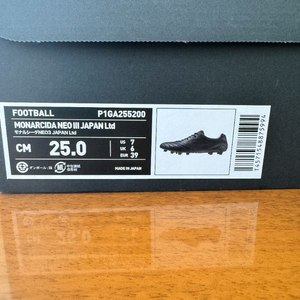 FOOTBALL P1GA255200
MONARCIDA NEO III JAPAN Ltd
モナルシーダNEO3 JAPAN Ltd
CM 25.0
US 7
UK 6
EUR 39
MADE IN JAPAN